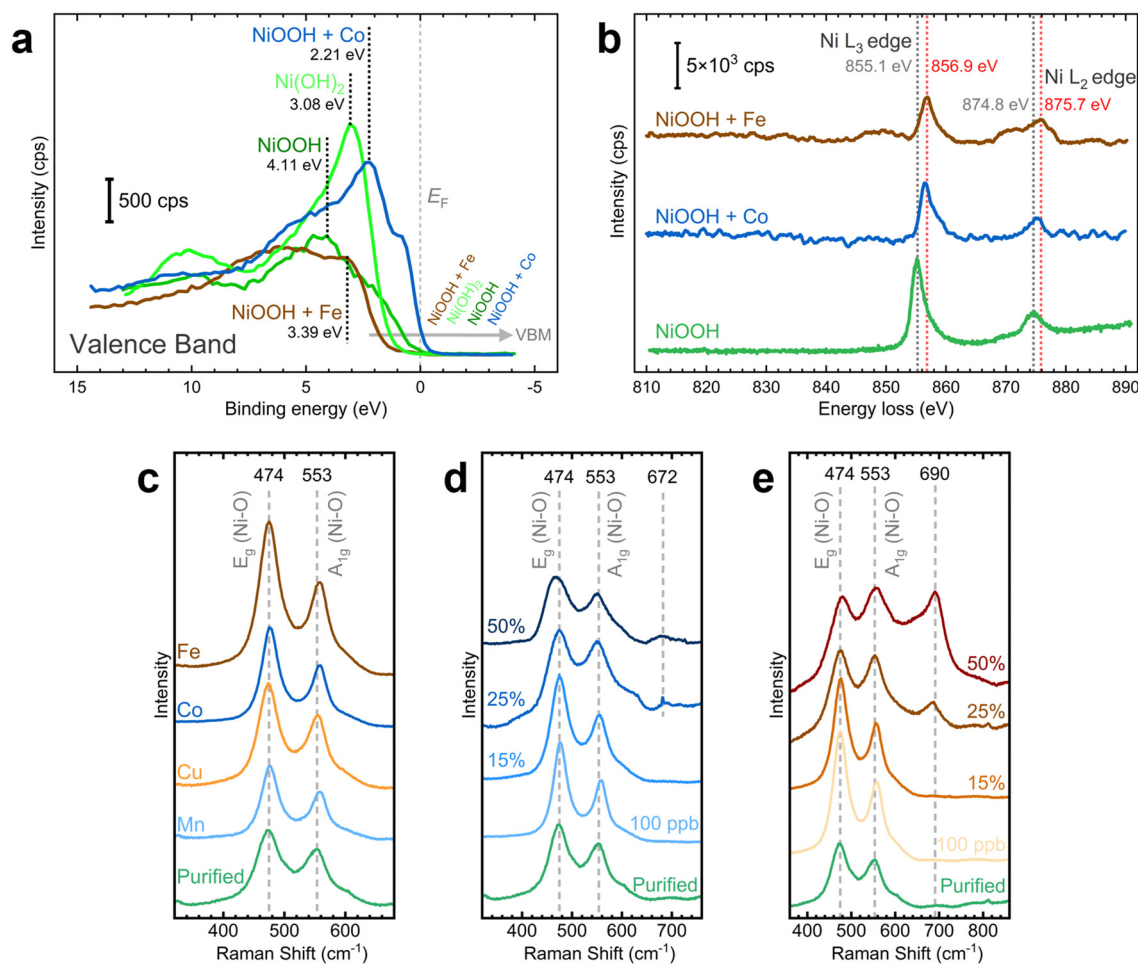 a
NiOOH + Co
2.21 eV
Ni(OH)2
3.08 eV
NiOOH
4.11 eV
500 cps
EF
NiOOH + Fe
Ni(OH)2
NiOOH
NiOOH + Co
NiOOH + Fe
3.39 eV
VBM
Valence Band
Intensity (cps)
15 10 5 0 -5
Binding energy (eV)
b
5×10³ cps
Ni L3 edge
855.1 eV 856.9 eV
Ni L2 edge
874.8 eV 875.7 eV
NiOOH + Fe
NiOOH + Co
NiOOH
Intensity (cps)
810 820 830 840 850 860 870 880 890
Energy loss (eV)
c
474 553
Eg (Ni-O)
A1g (Ni-O)
Fe
Co
Cu
Mn
Purified
Intensity
400 500 600
Raman Shift (cm⁻¹)
d
474 553 672
Eg (Ni-O)
A1g (Ni-O)
50%
25%
15%
100 ppb
Purified
Intensity
400 500 600 700
Raman Shift (cm⁻¹)
e
474 553 690
Eg (Ni-O)
A1g (Ni-O)
50%
25%
15%
100 ppb
Purified
Intensity
400 500 600 700 800
Raman Shift (cm⁻¹)